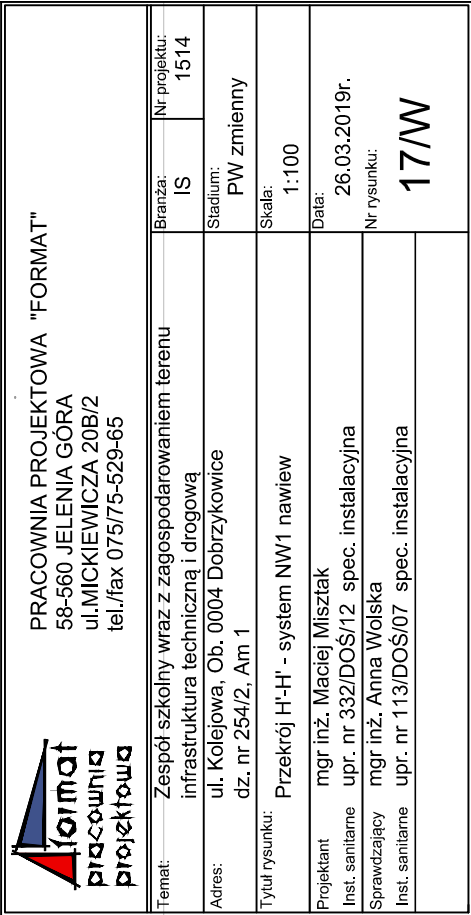 format
pracownia
projektowa
PRACOWNIA PROJEKTOWA "FORMAT"
58-560 JELENIA GÓRA
ul.MICKIEWICZA 20B/2
tel./fax 075/75-529-65
Temat:
Zespół szkolny wraz z zagospodarowaniem terenu
infrastruktura techniczną i drogową
Branża:
IS
Nr projektu:
1514
Adres:
ul. Kolejowa, Ob. 0004 Dobrzykowice
dz. nr 254/2, Am 1
Stadium:
PW zmienny
Tytuł rysunku:
Przekrój H'-H' - system NW1 nawiew
Skala:
1:100
Projektant
Inst. sanitarne
mgr inż. Maciej Misztak
upr. nr 332/DOŚ/12 spec. instalacyjna
Data:
26.03.2019r.
Sprawdzający
Inst. sanitarne
mgr inż. Anna Wolska
upr. nr 113/DOŚ/07 spec. instalacyjna
Nr rysunku:
17/W